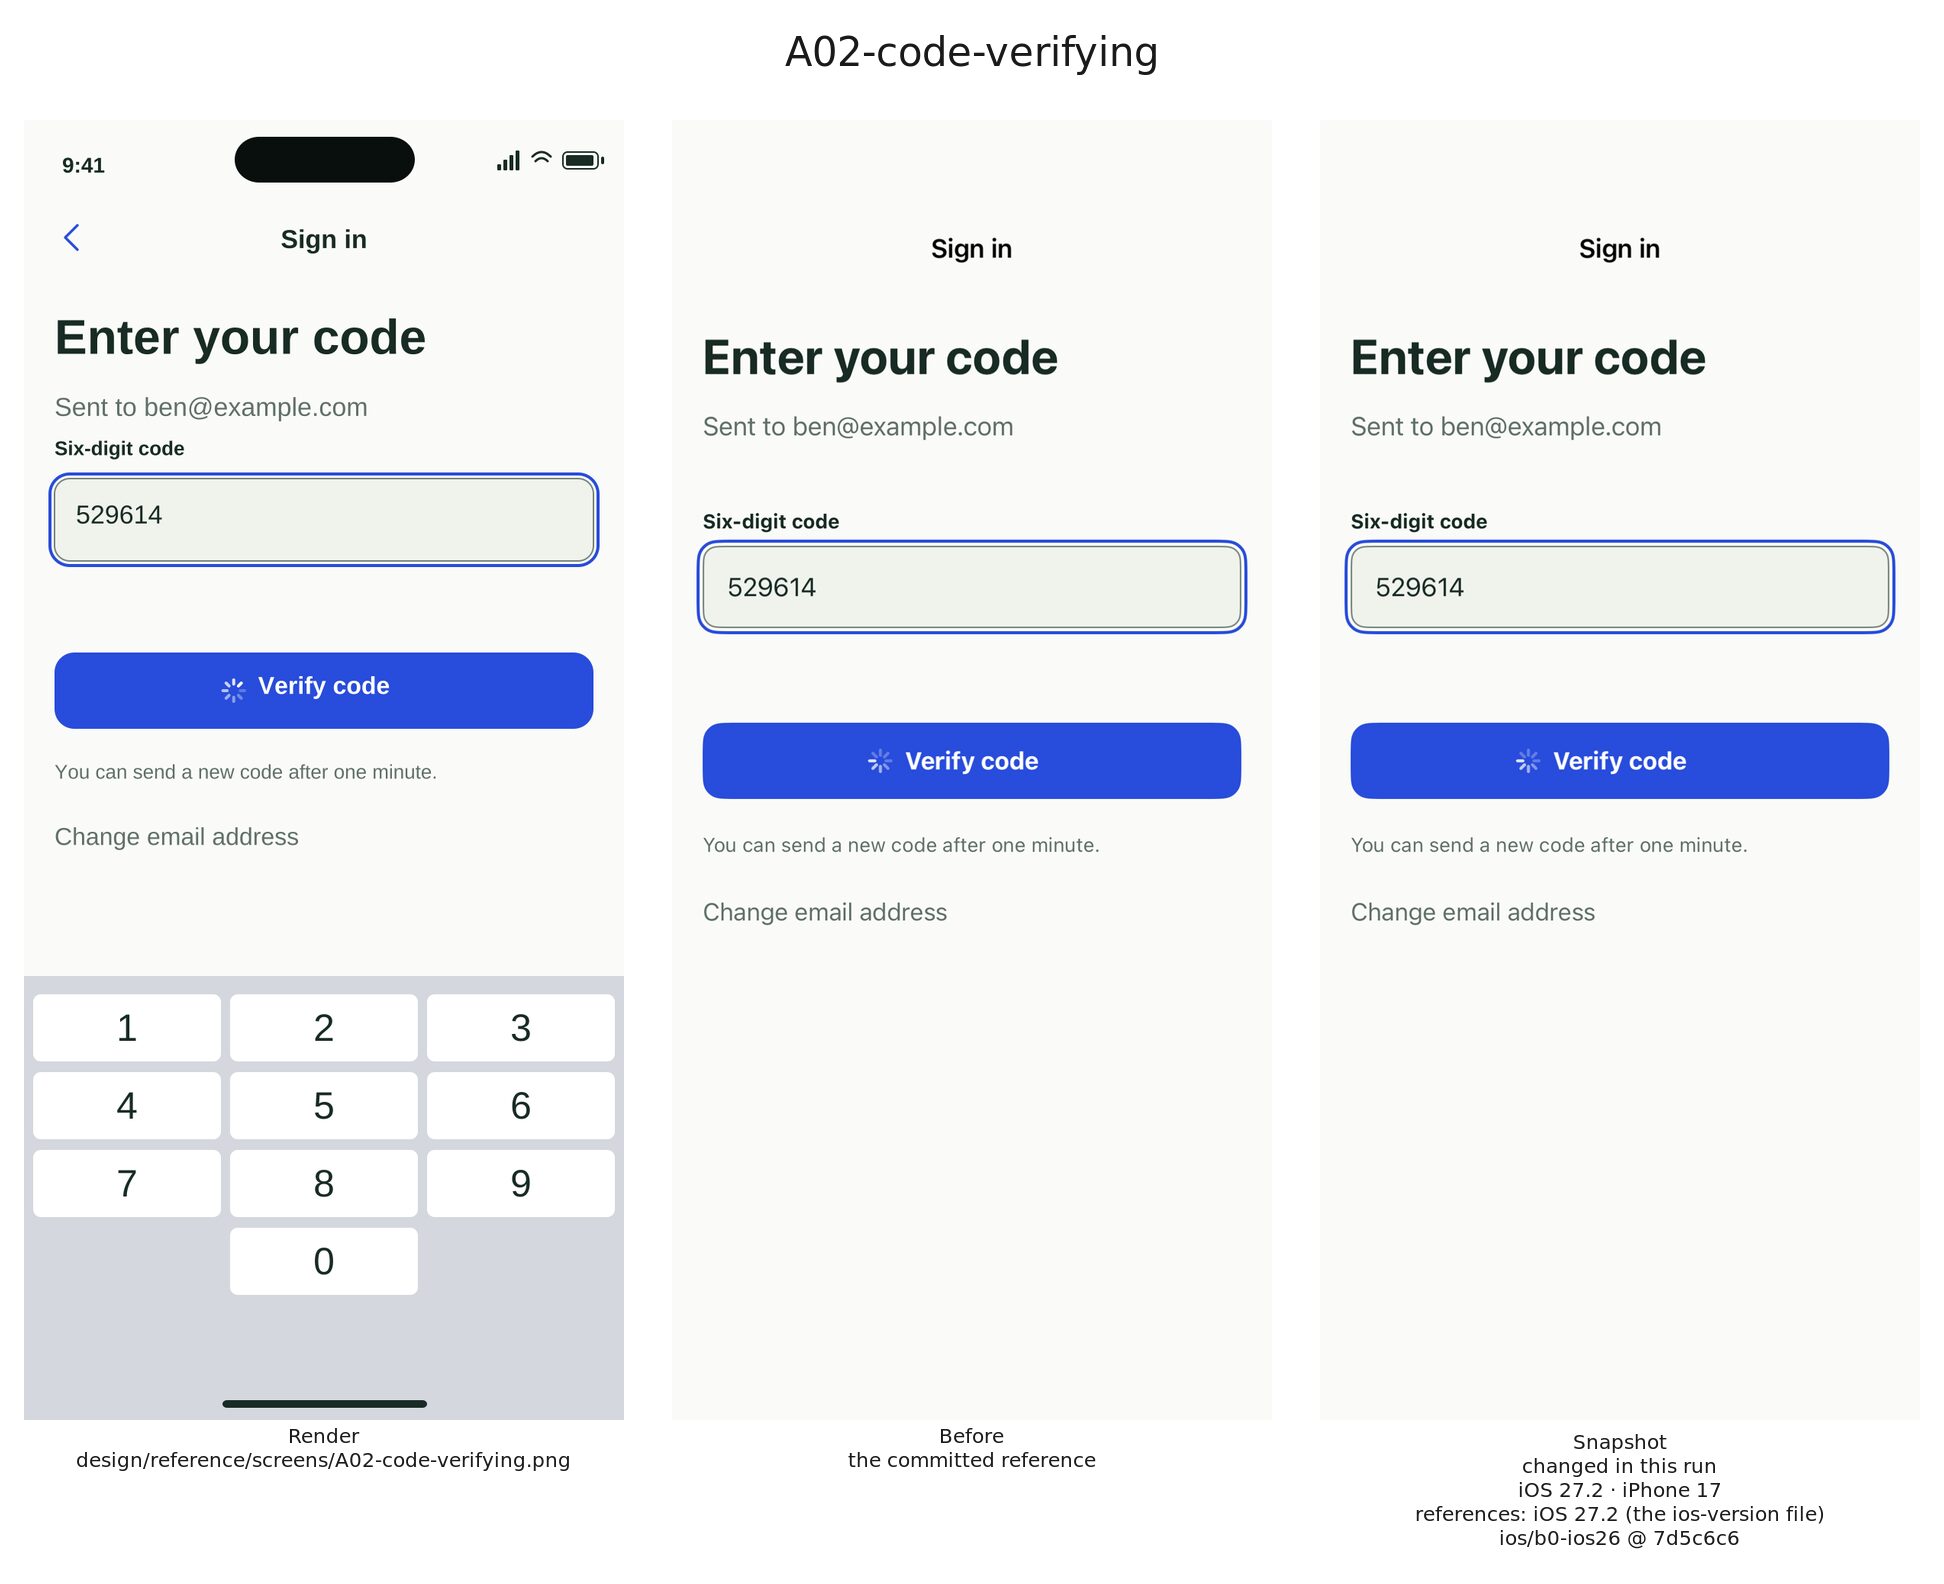 A02-code-verifying
9:41
Sign in
Enter your code
Sent to ben@example.com
Six-digit code
529614
Verify code
You can send a new code after one minute.
Change email address
1 2 3
4 5 6
7 8 9
0
Render
design/reference/screens/A02-code-verifying.png
Sign in
Enter your code
Sent to ben@example.com
Six-digit code
529614
Verify code
You can send a new code after one minute.
Change email address
Before
the committed reference
Sign in
Enter your code
Sent to ben@example.com
Six-digit code
529614
Verify code
You can send a new code after one minute.
Change email address
Snapshot
changed in this run
iOS 27.2 · iPhone 17
references: iOS 27.2 (the ios-version file)
ios/b0-ios26 @ 7d5c6c6